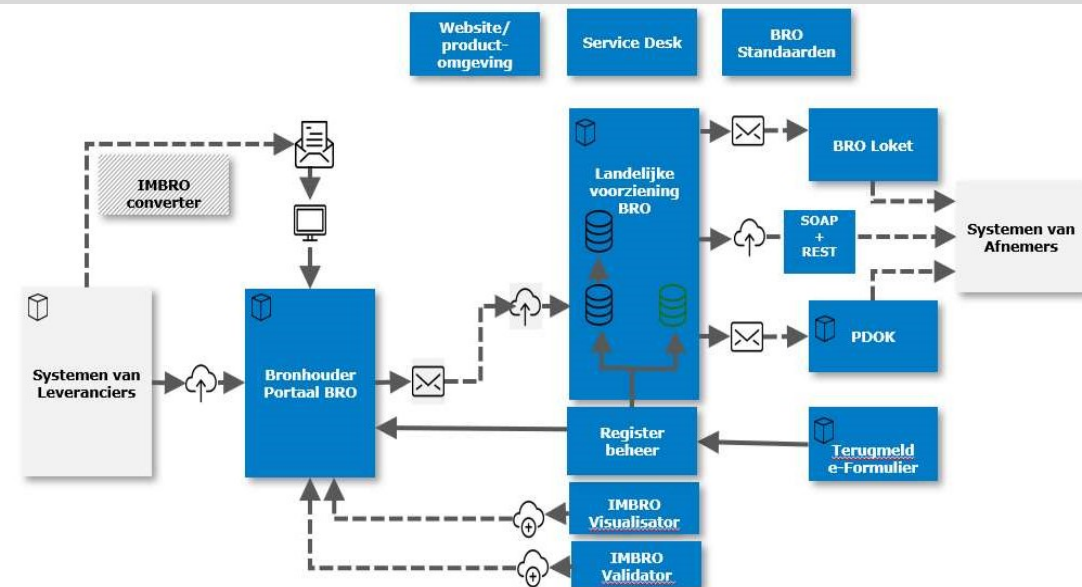 Website/
product-
omgeving
Service Desk
BRO
Standaarden
IMBRO
converter
Landelijke
voorziening
BRO
BRO Loket
SOAP
+
REST
Systemen van
Afnemers
Systemen van
Leveranciers
Bronhouder
Portaal BRO
PDOK
Register
beheer
Terugmeld
e-Formulier
IMBRO
Visualisator
IMBRO
Validator